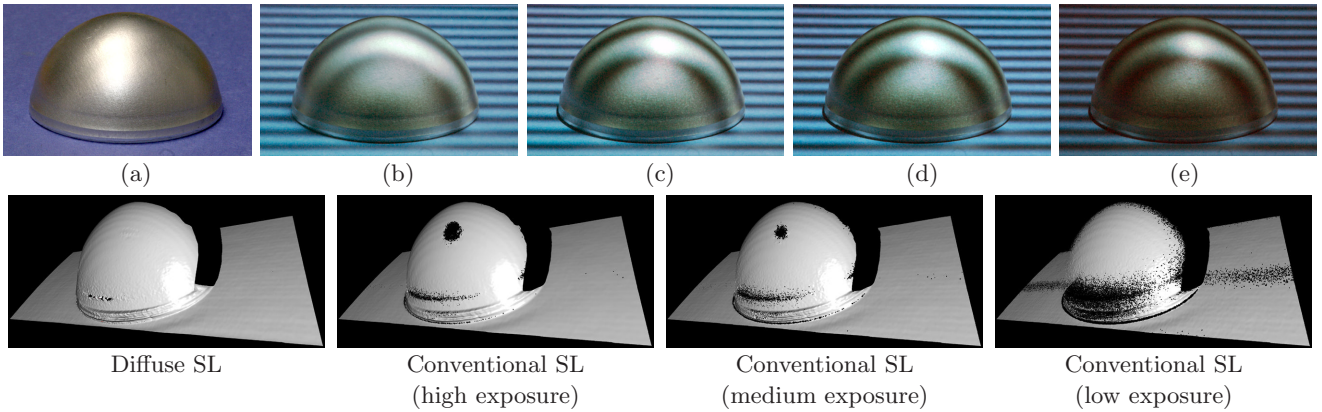 (a) (b) (c) (d) (e)
Diffuse SL Conventional SL Conventional SL Conventional SL
(high exposure) (medium exposure) (low exposure)